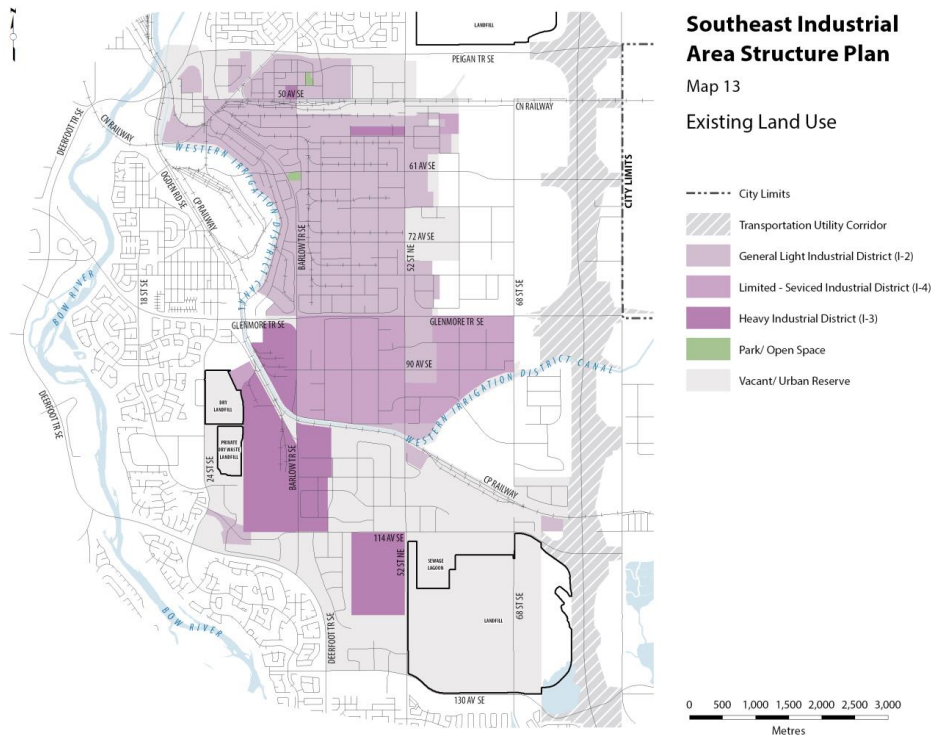 Southeast Industrial
Area Structure Plan
Map 13
Existing Land Use
City Limits
Transportation Utility Corridor
General Light Industrial District (I-2)
Limited - Seviced Industrial District (I-4)
Heavy Industrial District (I-3)
Park/ Open Space
Vacant/ Urban Reserve
0 500 1,000 1,500 2,000 2,500 3,000
Metres
N
LANDFILL
PEIGAN TR SE
50 AV SE
CN RAILWAY
DEERFOOT TR SE
CN RAILWAY
WESTERN IRRIGATION DISTRICT CANAL
OGDEN RD SE
CP RAILWAY
61 AV SE
CITY LIMITS
72 AV SE
BARLOW TR SE
52 ST NE
68 ST SE
18 ST SE
BOW RIVER
GLENMORE TR SE
GLENMORE TR SE
90 AV SE
WESTERN IRRIGATION DISTRICT CANAL
DRY
LANDFILL
PRIVATE
DRY WASTE
LANDFILL
DEERFOOT TR SE
24 ST SE
BARLOW TR SE
CP RAILWAY
114 AV SE
52 ST NE
SEWAGE
LAGOON
LANDFILL
68 ST SE
DEERFOOT TR SE
BOW RIVER
130 AV SE